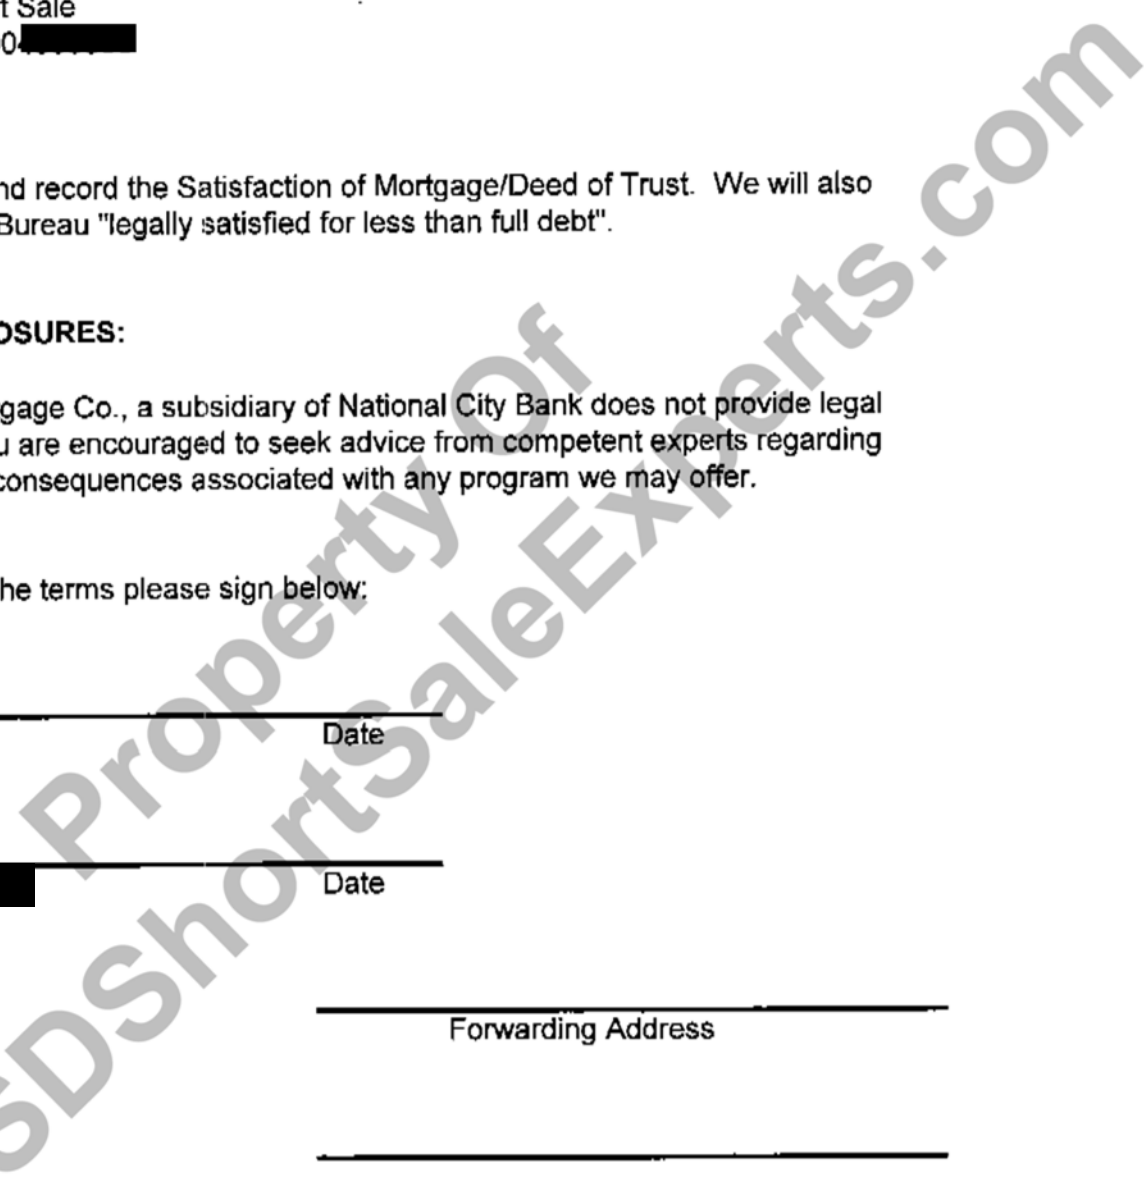 t Sale
0
nd record the Satisfaction of Mortgage/Deed of Trust. We will also
Bureau "legally satisfied for less than full debt".
OSURES:
gage Co., a subsidiary of National City Bank does not provide legal
u are encouraged to seek advice from competent experts regarding
consequences associated with any program we may offer.
he terms please sign below:
Date
Date
Forwarding Address
Property Of
SDShortSaleExperts.com